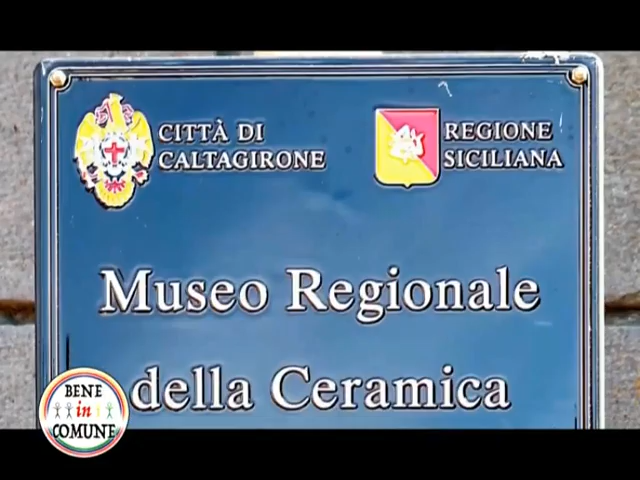 CITTÀ DI
CALTAGIRONE
REGIONE
SICILIANA
Museo Regionale
della Ceramica
BENE
in
COMUNE